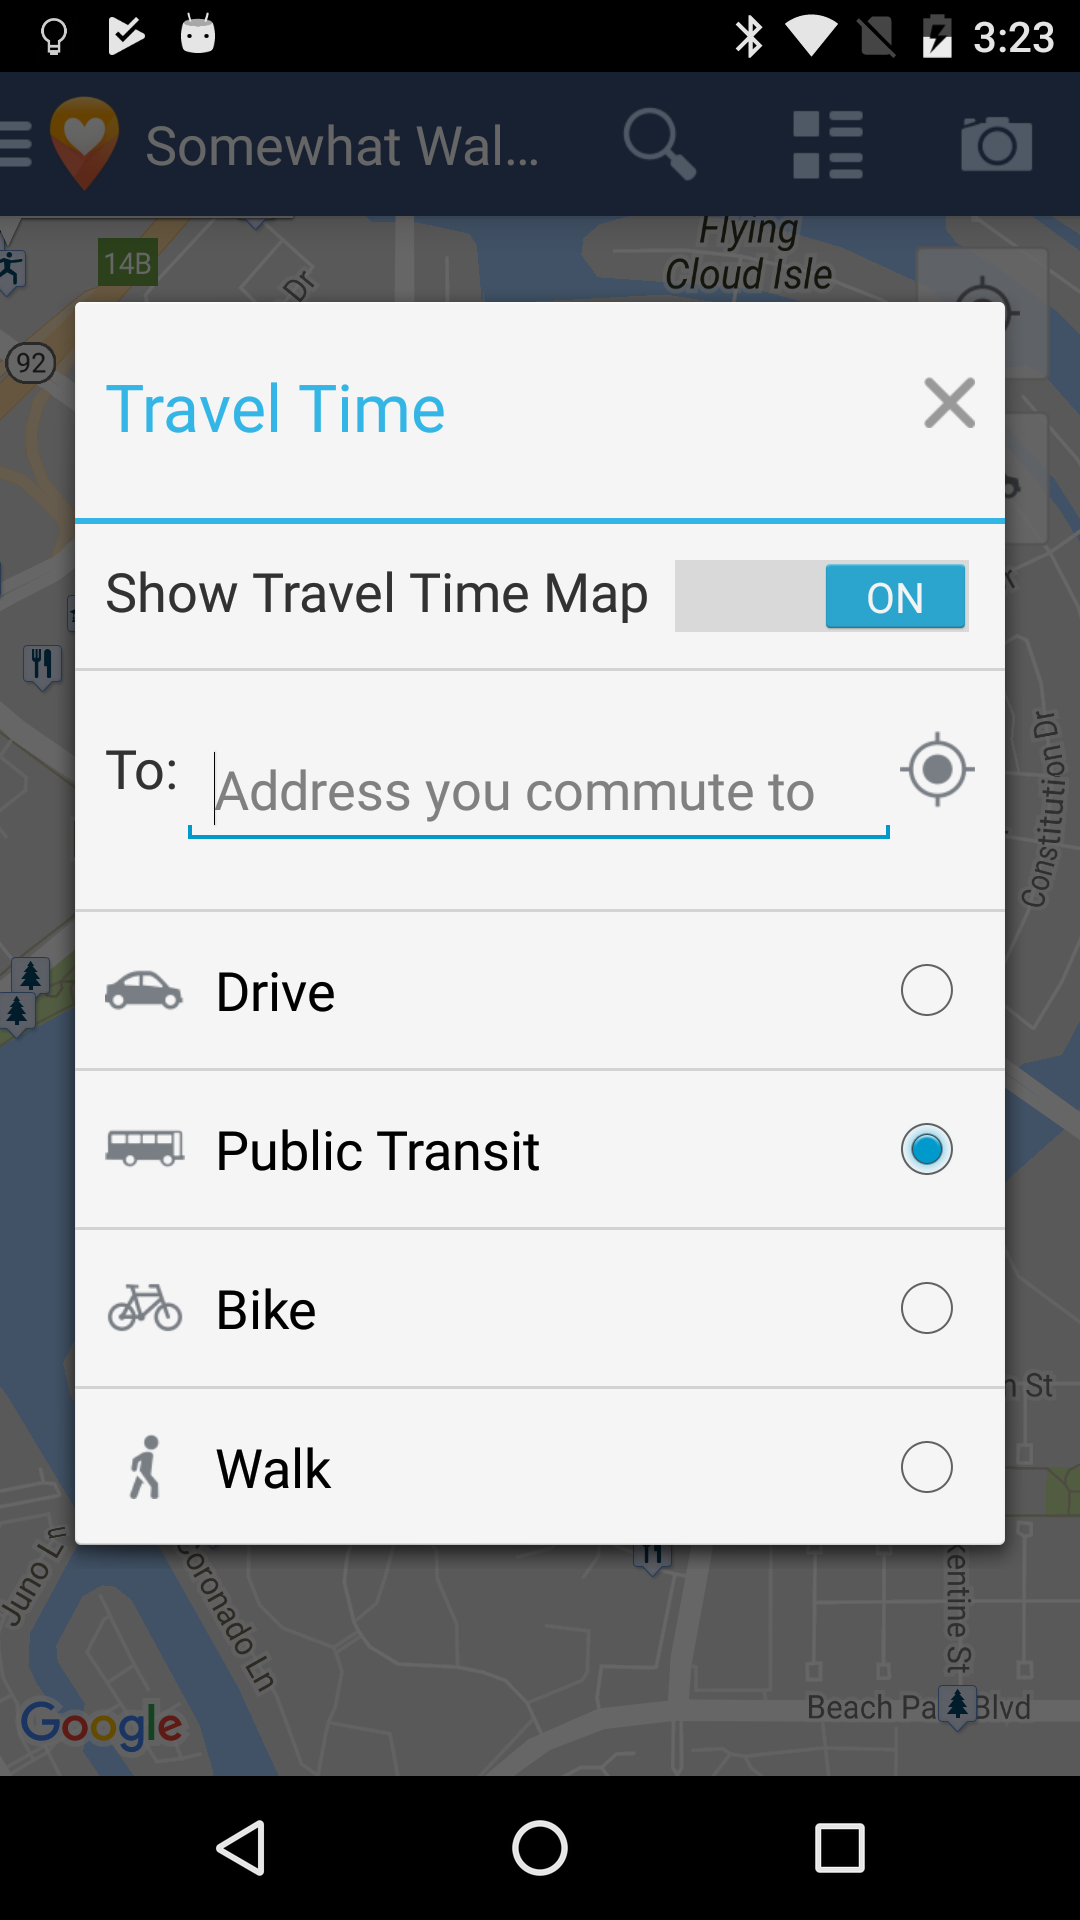 3:23
Somewhat Wal...
Flying
Cloud Isle
14B
Dr
92
Travel Time
Show Travel Time Map
ON
To:
Address you commute to
Constitution Dr
Drive
Public Transit
Bike
Walk
St
Juno Ln
Coronado Ln
Beach Pa
Blvd
Google